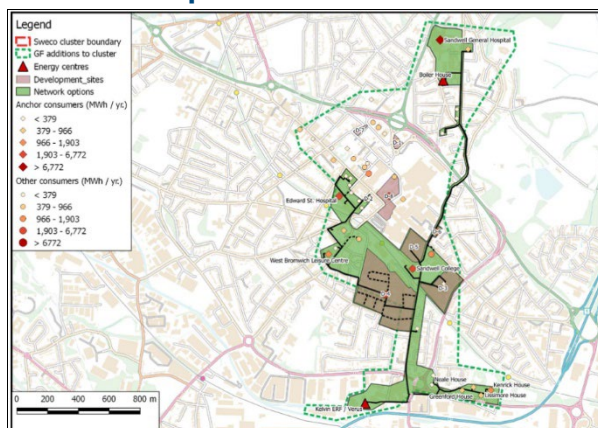 Legend
Sweco cluster boundary
GF additions to cluster
Energy centres
Development_sites
Network options
Anchor consumers (MWh / yr.)
< 379
379 - 966
966 - 1,903
1,903 - 6,772
> 6,772
Other consumers (MWh / yr.)
< 379
379 - 966
966 - 1,903
1,903 - 6,772
> 6772
Sandwell General Hospital
Boiler House
Edward St. Hospital
West Bromwich Leisure Centre
Sandwell College
Kenrick House
Lissimore House
Greenford House
Kelvin ERF / Verus
0 200 400 600 800 m